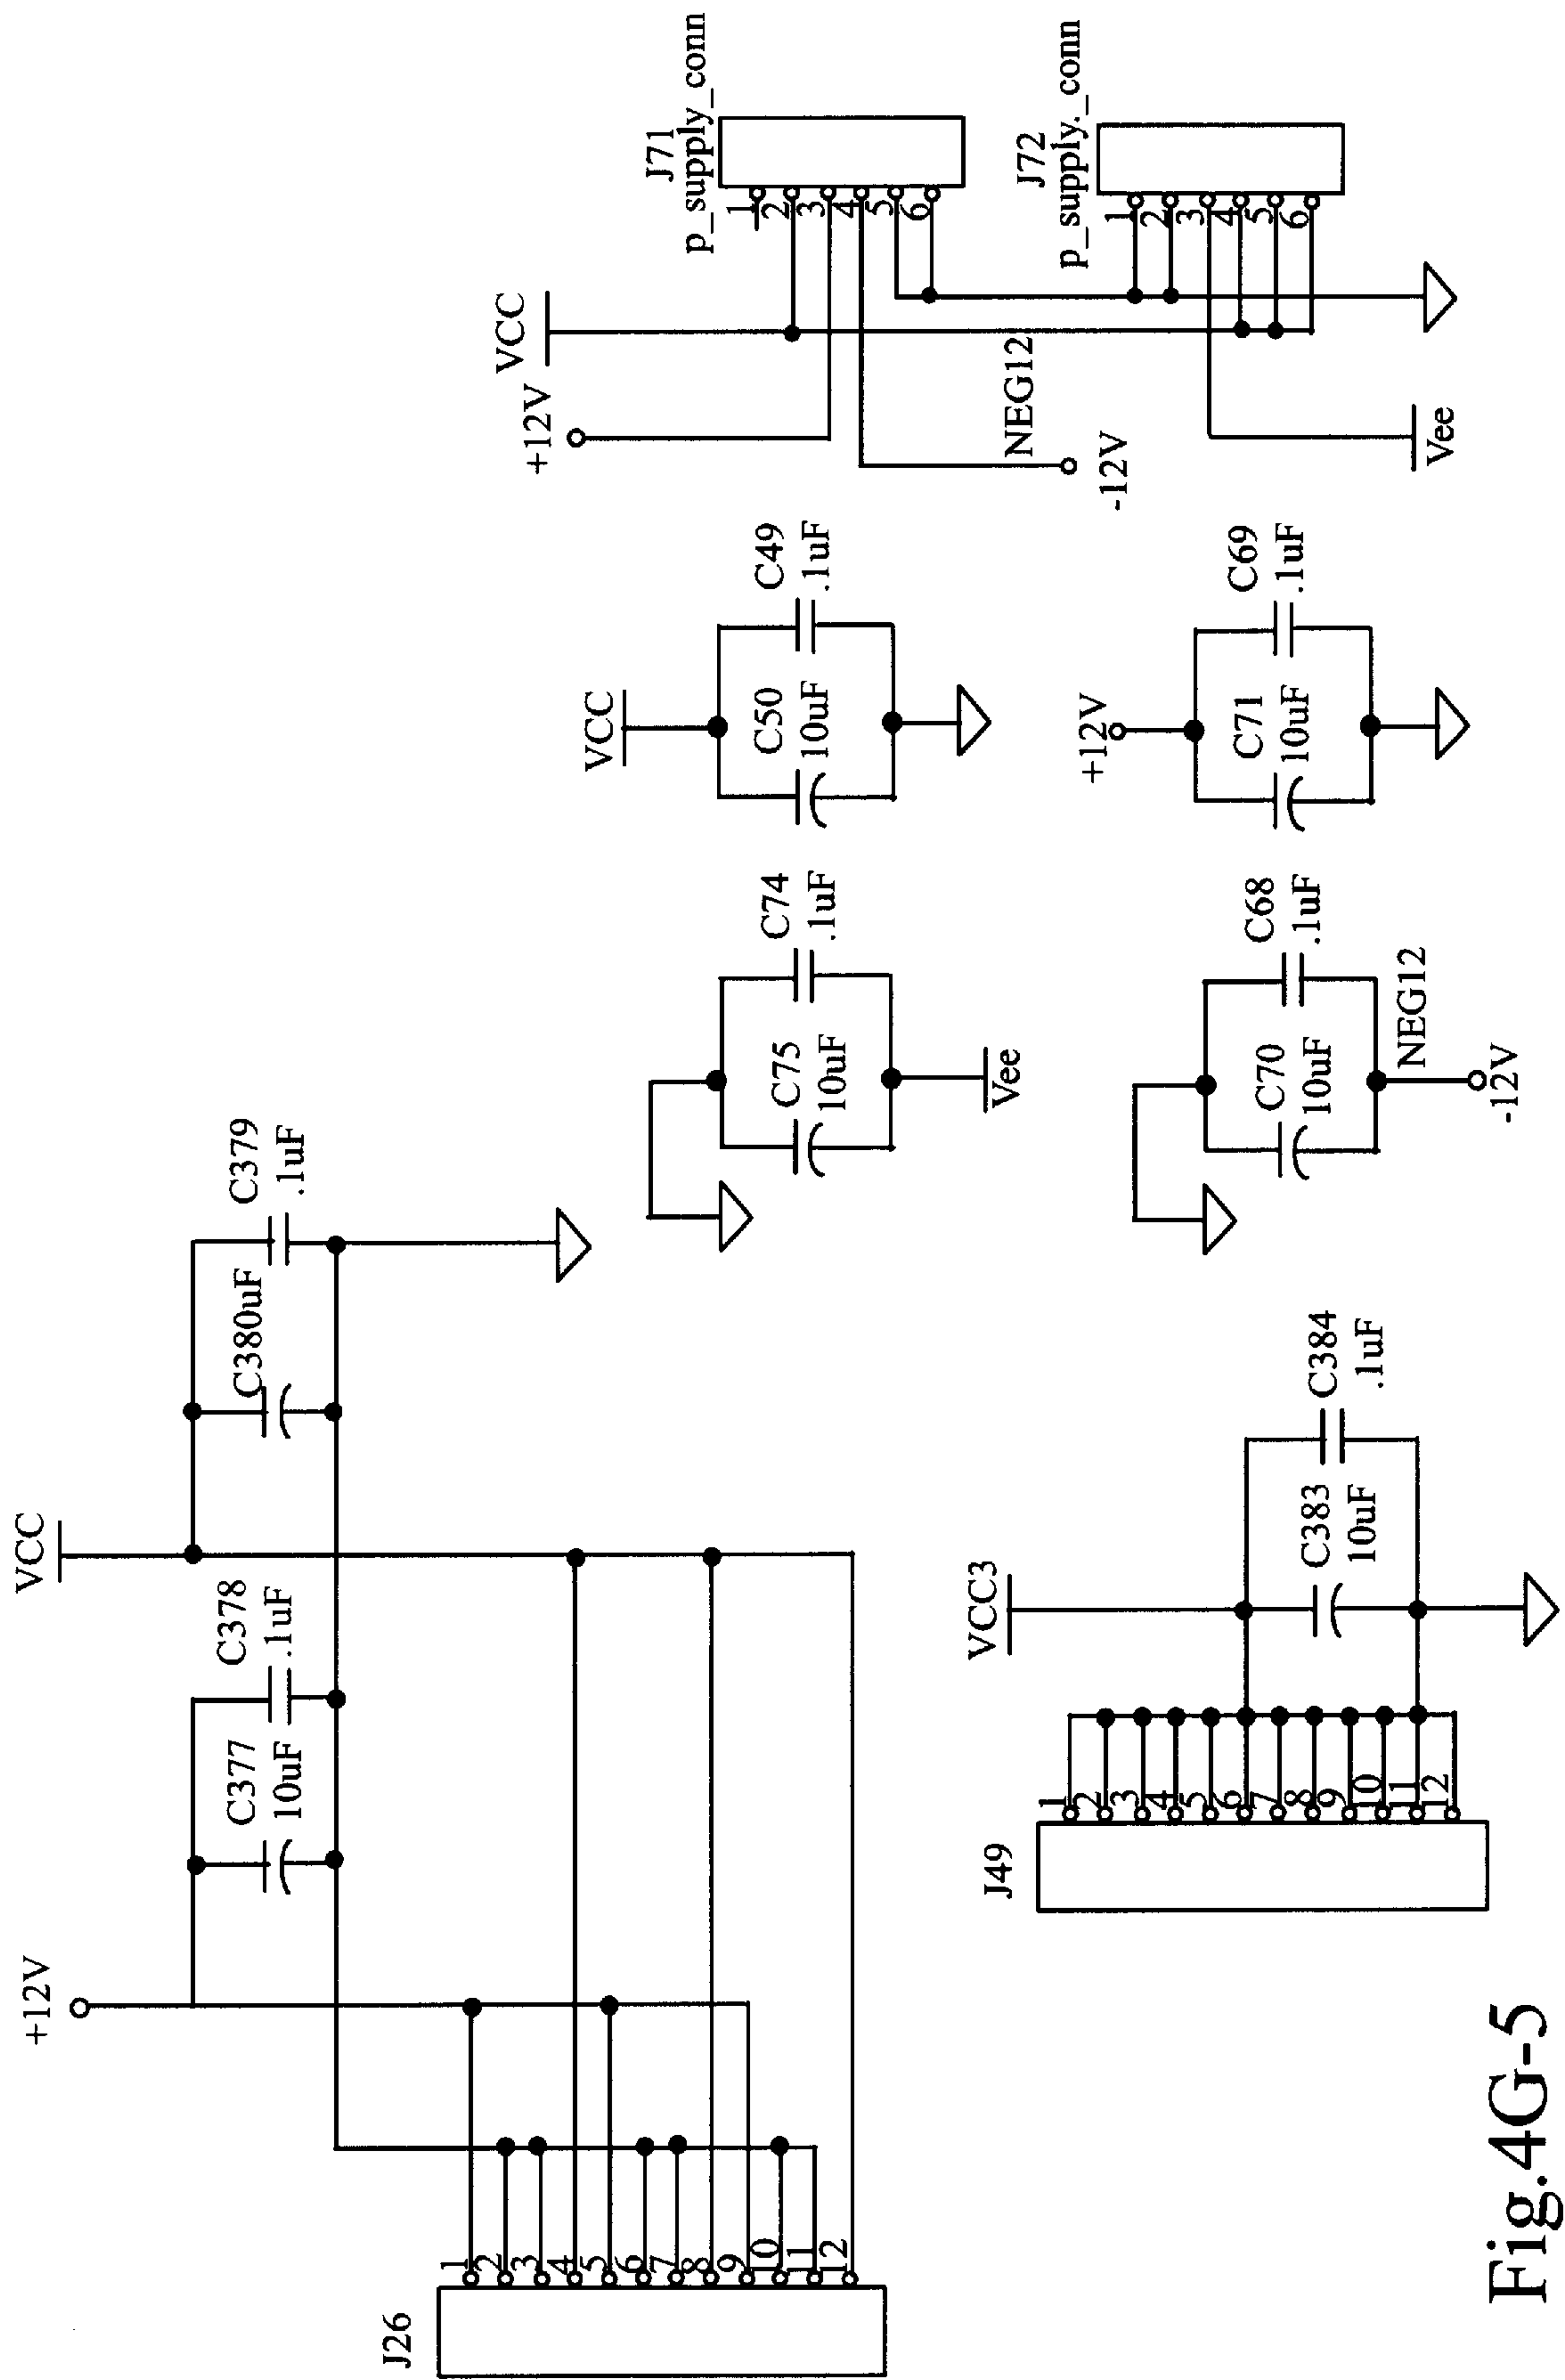 +12V
C377
10uF
C378
.1uF
VCC
C380uF
C379
.1uF
J26
1
2
3
4
5
6
7
8
9
10
11
12
VCC
+12V
J71
p_supply_conn
1
2
3
4
5
6
NEG12
-12V
J72
p_supply._conn
1
2
3
4
5
6
Vee
C75
10uF
C74
.1uF
Vee
VCC
C50
10uF
C49
.1uF
J49
1
2
3
4
5
6
7
8
9
10
11
12
VCC3
C383
10uF
C384
.1uF
C70
10uF
C68
.1uF
NEG12
-12V
+12V
C71
10uF
C69
.1uF
Fig.4G-5